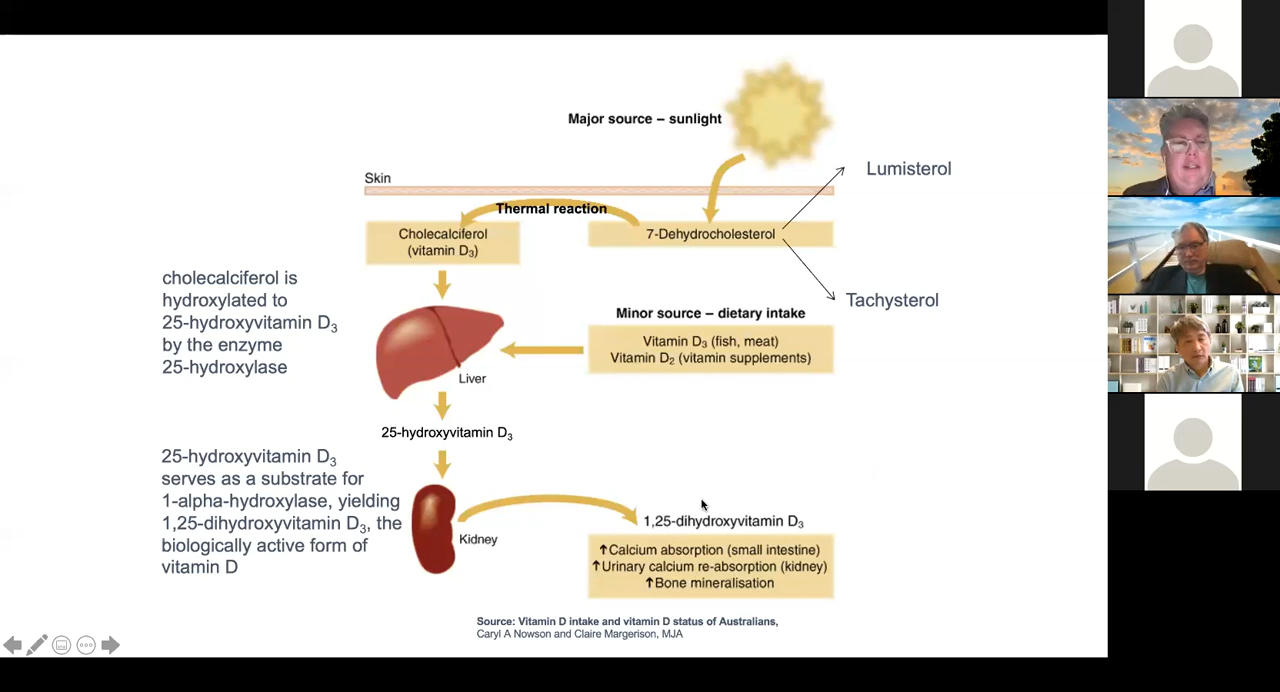 Major source – sunlight
Lumisterol
Skin
Thermal reaction
Cholecalciferol
(vitamin D₃)
7-Dehydrocholesterol
Tachysterol
cholecalciferol is
hydroxylated to
25-hydroxyvitamin D₃
by the enzyme
25-hydroxylase
Minor source – dietary intake
Vitamin D₃ (fish, meat)
Vitamin D₂ (vitamin supplements)
Liver
25-hydroxyvitamin D₃
25-hydroxyvitamin D₃
serves as a substrate for
1-alpha-hydroxylase, yielding
1,25-dihydroxyvitamin D₃, the
biologically active form of
vitamin D
Kidney
1,25-dihydroxyvitamin D₃
↑Calcium absorption (small intestine)
↑Urinary calcium re-absorption (kidney)
↑Bone mineralisation
Source: Vitamin D intake and vitamin D status of Australians,
Caryl A Nowson and Claire Margerison, MJA